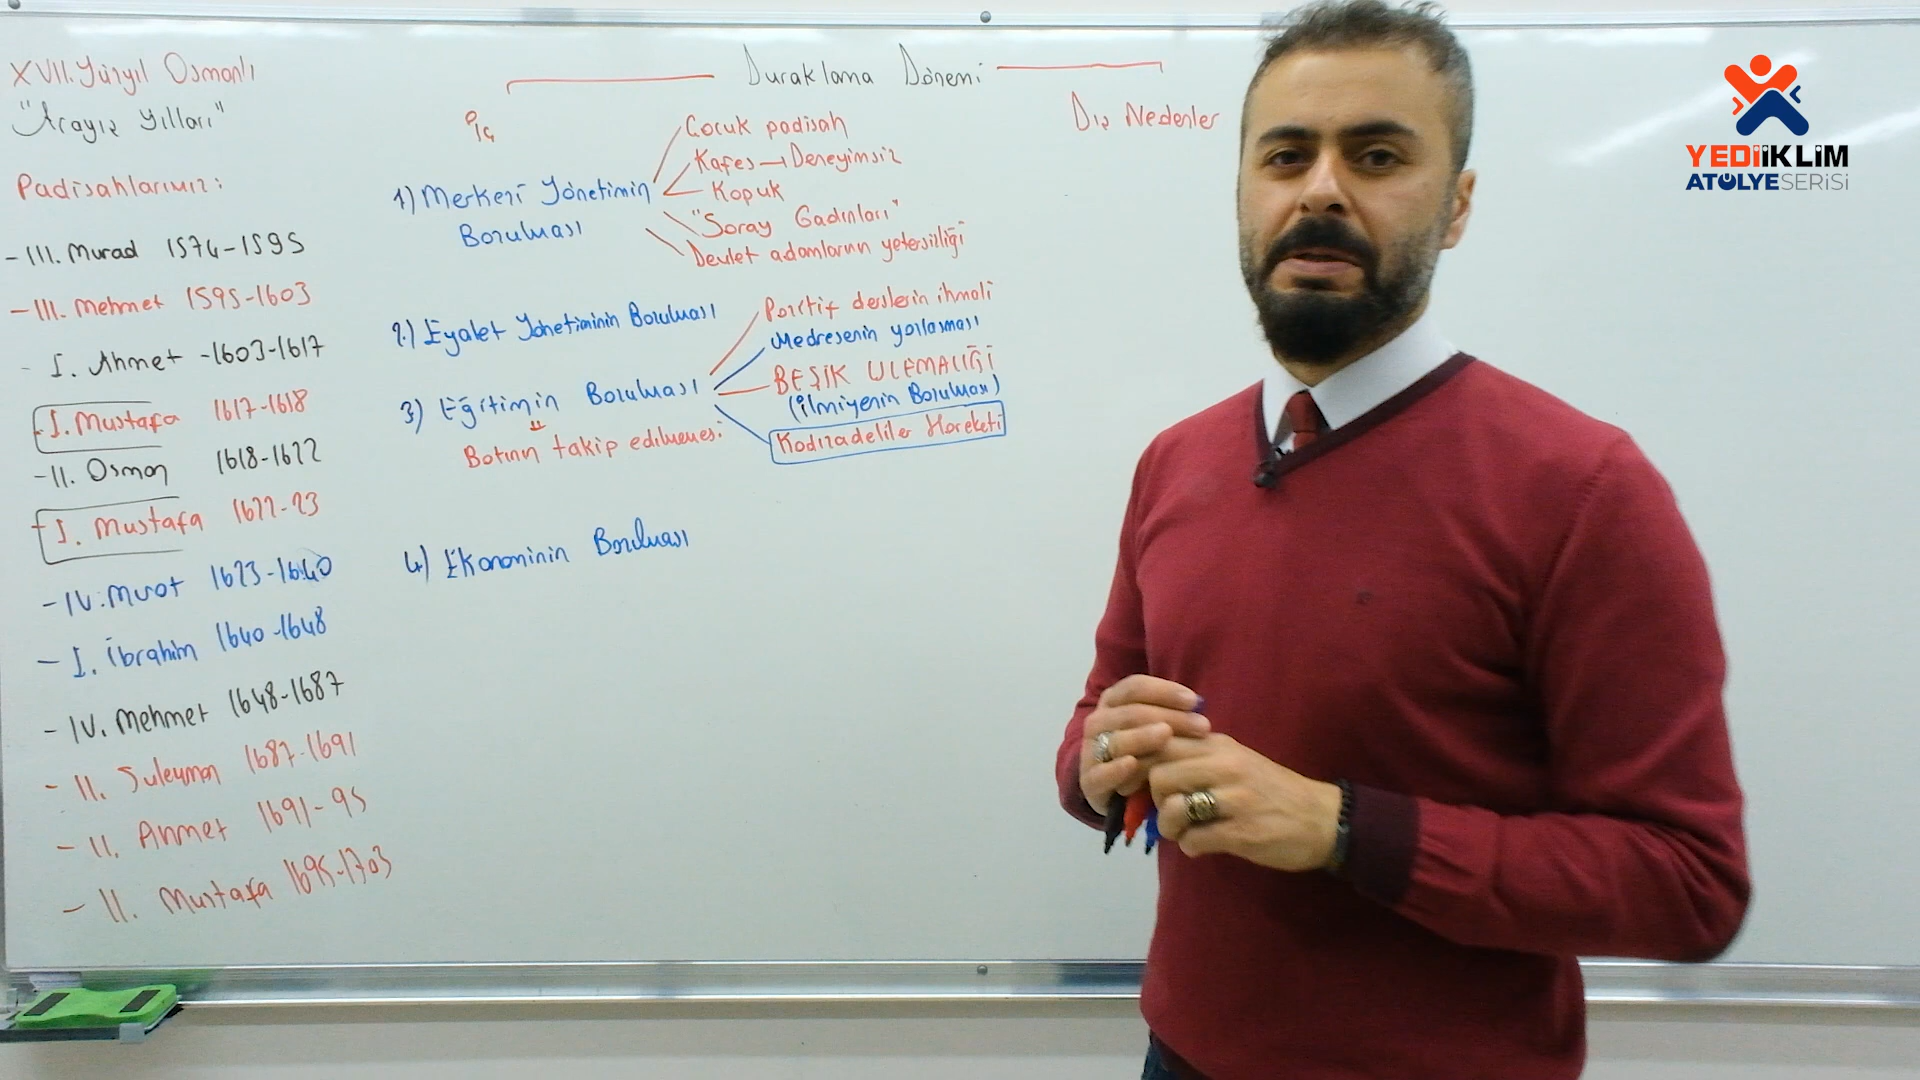 XVII. Yüzyıl Osmanlı
"Arayış Yılları"
Padişahlarımız:
- III. Murad 1574-1595
- III. Mehmet 1595-1603
- I. Ahmet -1603-1617
- I. Mustafa 1617-1618
- II. Osman 1618-1622
- I. Mustafa 1622-23
- IV. Murat 1623-1640
- I. İbrahim 1640-1648
- IV. Mehmet 1648-1687
- II. Suleyman 1687-1691
- II. Ahmet 1691-95
- II. Mustafa 1695-1703
Duraklama Dönemi
İç
1) Merkezi Yönetimin
Bozulması
Çocuk padişah
Kafes → Deneyimsiz
Kopuk
"Saray Gadınları"
Devlet adamlarının yetersizliği
2.) Eyalet Yönetiminin Bozulması
3) Eğitimin Bozulması
Batının takip edilmemesi
Pozitif derslerin ihmali
Medresenin yozlaşması
BEŞİK ULEMALIĞI
(İlmiyenin Bozulması)
Kadızadeliler Hareketi
4) Ekonominin Bozulması
Dış Nedenler
YEDİİKLİM
ATÖLYESERİSİ